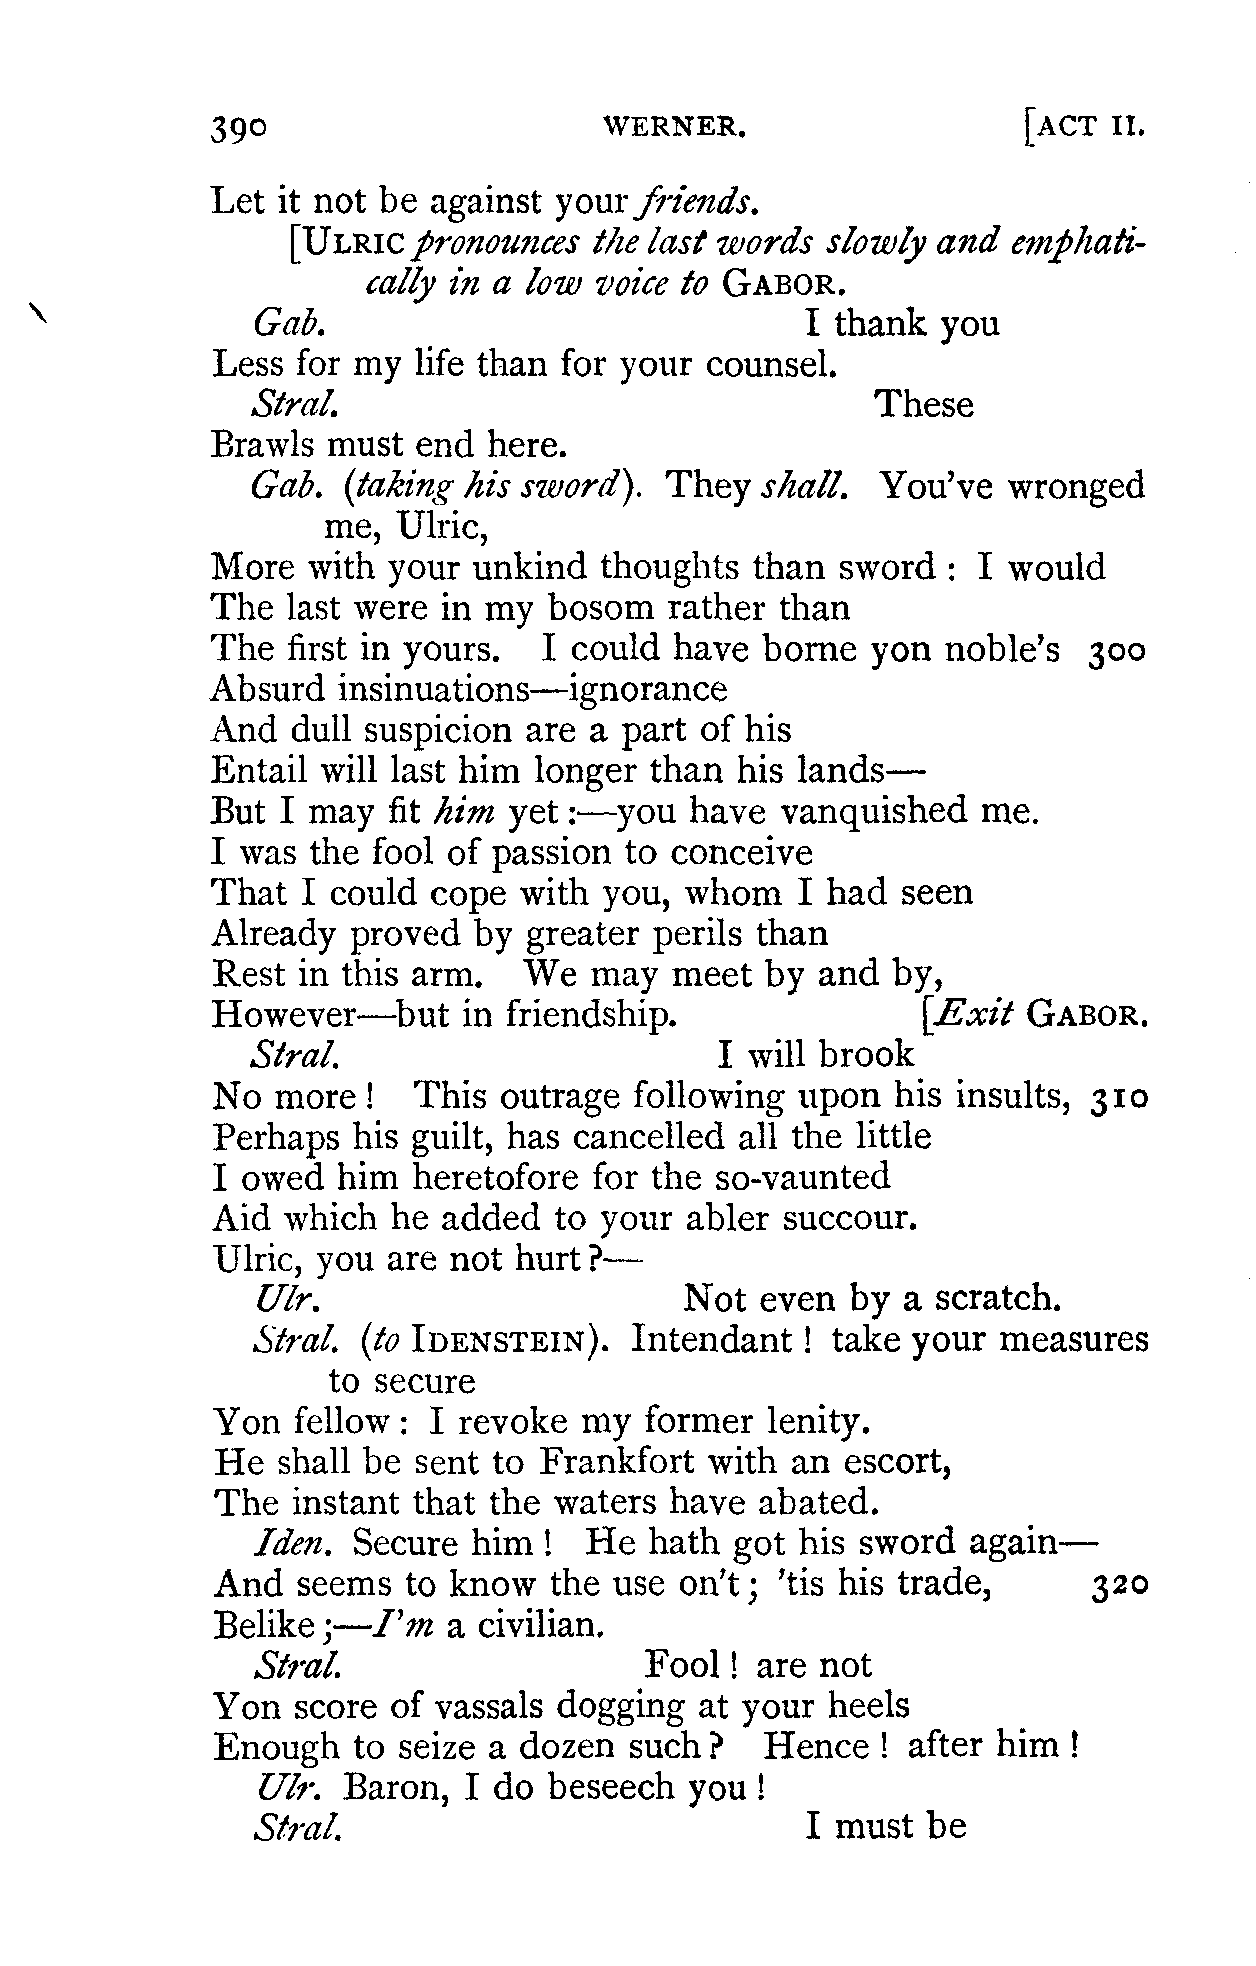 390 WERNER. [ACT II.
Let it not be against your friends.
[ULRIC pronounces the last words slowly and emphati-
cally in a low voice to GABOR.
Gab. I thank you
Less for my life than for your counsel.
Stral. These
Brawls must end here.
Gab. (taking his sword). They shall. You've wronged
me, Ulric,
More with your unkind thoughts than sword : I would
The last were in my bosom rather than
The first in yours. I could have borne yon noble's 300
Absurd insinuations—ignorance
And dull suspicion are a part of his
Entail will last him longer than his lands—
But I may fit him yet :—you have vanquished me.
I was the fool of passion to conceive
That I could cope with you, whom I had seen
Already proved by greater perils than
Rest in this arm. We may meet by and by,
However—but in friendship. [Exit GABOR.
Stral. I will brook
No more ! This outrage following upon his insults, 310
Perhaps his guilt, has cancelled all the little
I owed him heretofore for the so-vaunted
Aid which he added to your abler succour.
Ulric, you are not hurt ?—
Ulr. Not even by a scratch.
Stral. (to IDENSTEIN). Intendant ! take your measures
to secure
Yon fellow : I revoke my former lenity.
He shall be sent to Frankfort with an escort,
The instant that the waters have abated.
Iden. Secure him ! He hath got his sword again—
And seems to know the use on't ; 'tis his trade, 320
Belike ;—I'm a civilian.
Stral. Fool ! are not
Yon score of vassals dogging at your heels
Enough to seize a dozen such ? Hence ! after him !
Ulr. Baron, I do beseech you !
Stral. I must be